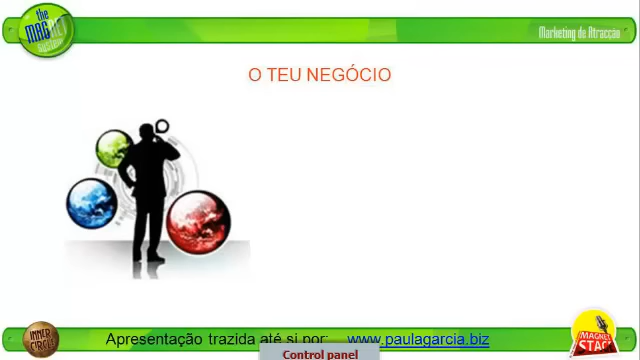 the
MAGNET
system
Marketing de Atracção
O TEU NEGÓCIO
INNER
CIRCLE
Apresentação trazida até si por: www.paulagarcia.biz
Control panel
MAGNET
STAC